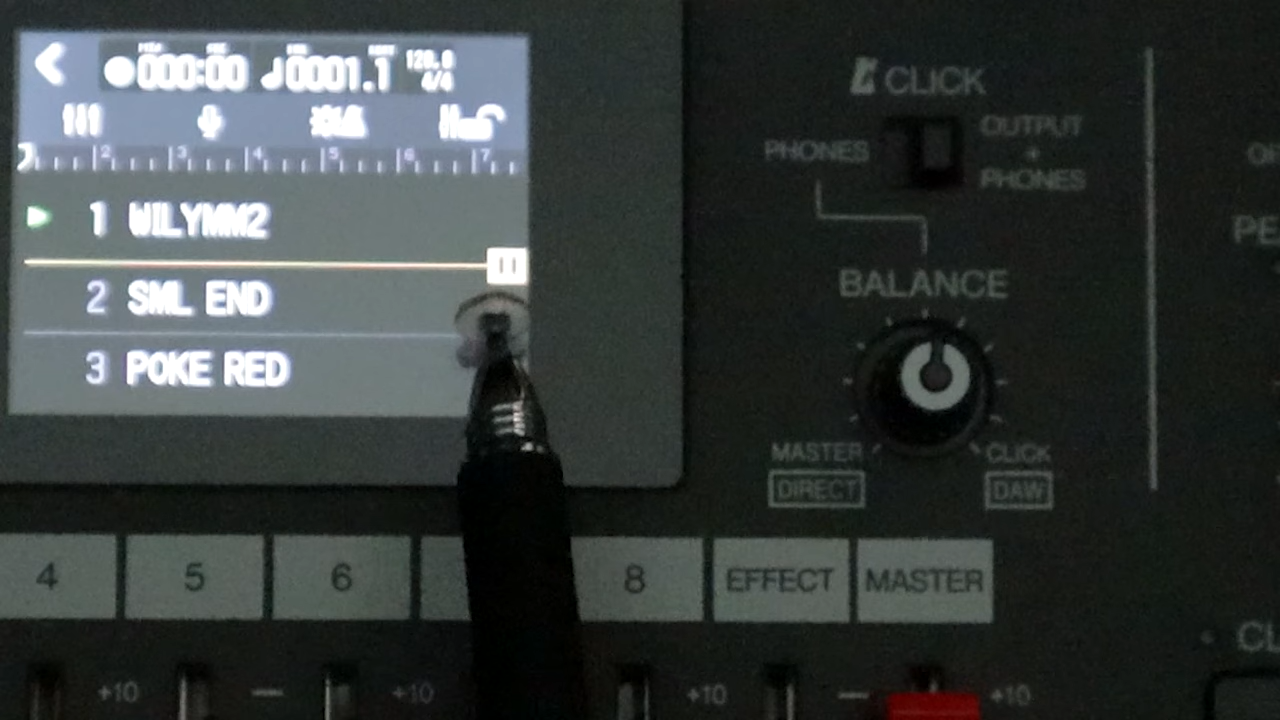 000:00 0001.1 120.0 4/4
2 3 4 5 6 7
1 WILYMM2
2 SML END
3 POKE RED
CLICK
PHONES
OUTPUT
+
PHONES
BALANCE
MASTER
DIRECT
CLICK
DAW
PE
4 5 6 8 EFFECT MASTER
CL
+10 +10 +10 +10